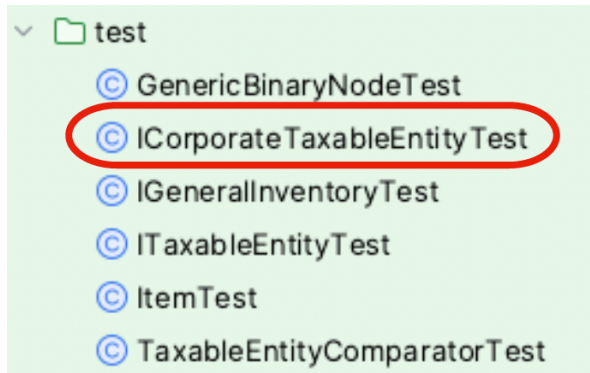 test
GenericBinaryNodeTest
ICorporateTaxableEntityTest
IGeneralInventoryTest
ITaxableEntityTest
ItemTest
TaxableEntityComparatorTest